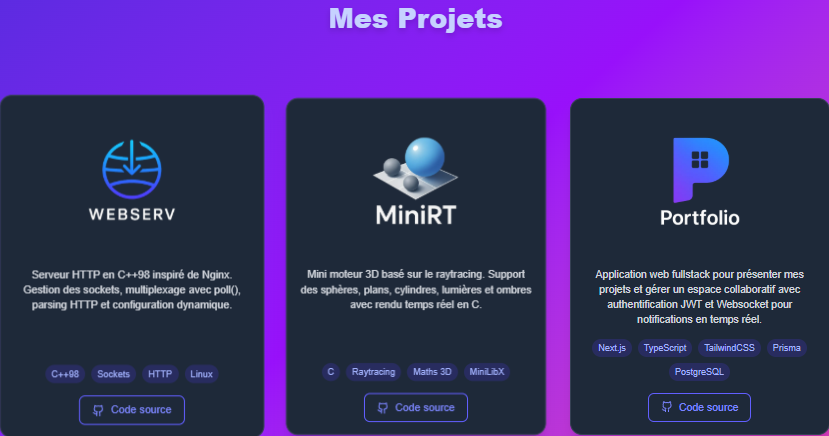 Mes Projets
WEBSERV
Serveur HTTP en C++98 inspiré de Nginx.
Gestion des sockets, multiplexage avec poll(),
parsing HTTP et configuration dynamique.
C++98 Sockets HTTP Linux
Code source
MiniRT
Mini moteur 3D basé sur le raytracing. Support
des sphères, plans, cylindres, lumières et ombres
avec rendu temps réel en C.
C Raytracing Maths 3D MiniLibX
Code source
Portfolio
Application web fullstack pour présenter mes
projets et gérer un espace collaboratif avec
authentification JWT et Websocket pour
notifications en temps réel.
Next.js TypeScript TailwindCSS Prisma
PostgreSQL
Code source